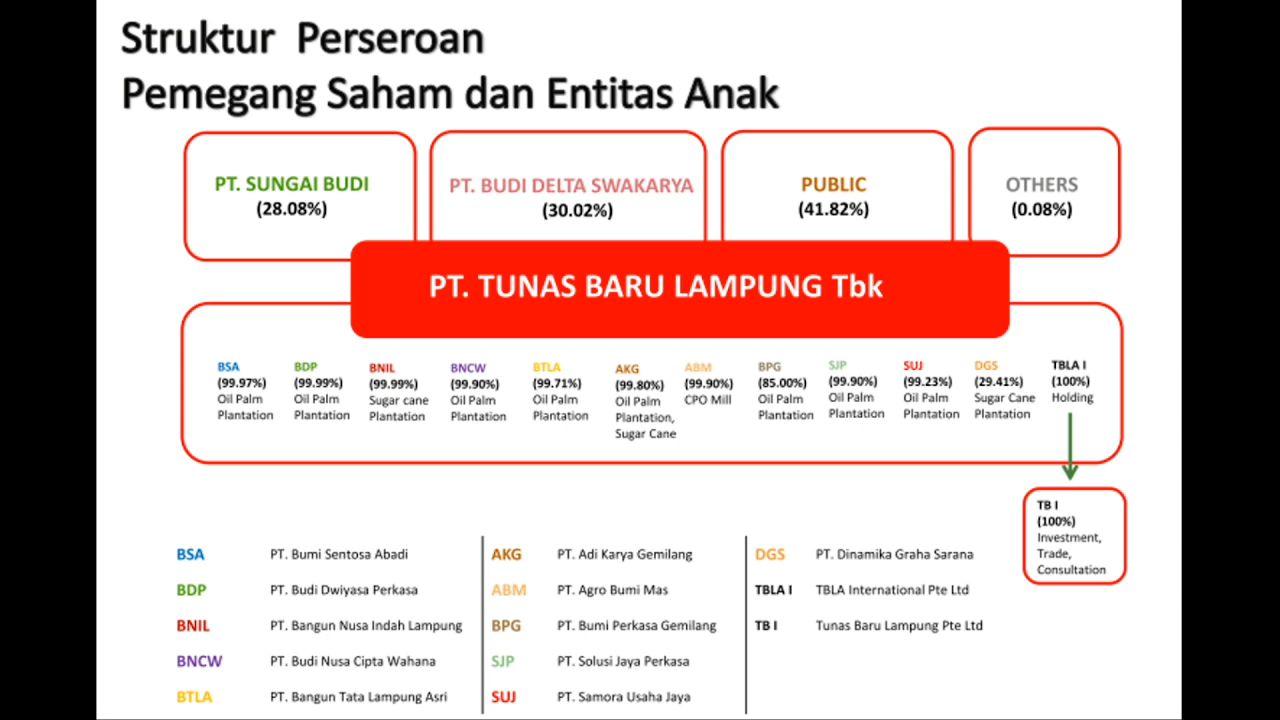 Struktur Perseroan
Pemegang Saham dan Entitas Anak
PT. SUNGAI BUDI
(28.08%)
PT. BUDI DELTA SWAKARYA
(30.02%)
PUBLIC
(41.82%)
OTHERS
(0.08%)
PT. TUNAS BARU LAMPUNG Tbk
BSA
(99.97%)
Oil Palm
Plantation
BDP
(99.99%)
Oil Palm
Plantation
BNIL
(99.99%)
Sugar cane
Plantation
BNCW
(99.90%)
Oil Palm
Plantation
BTLA
(99.71%)
Oil Palm
Plantation
AKG
(99.80%)
Oil Palm
Plantation,
Sugar Cane
ABM
(99.90%)
CPO Mill
BPG
(85.00%)
Oil Palm
Plantation
SJP
(99.90%)
Oil Palm
Plantation
SUJ
(99.23%)
Oil Palm
Plantation
DGS
(29.41%)
Sugar Cane
Plantation
TBLA I
(100%)
Holding
TB I
(100%)
Investment,
Trade,
Consultation
BSA PT. Bumi Sentosa Abadi
BDP PT. Budi Dwiyasa Perkasa
BNIL PT. Bangun Nusa Indah Lampung
BNCW PT. Budi Nusa Cipta Wahana
BTLA PT. Bangun Tata Lampung Asri
AKG PT. Adi Karya Gemilang
ABM PT. Agro Bumi Mas
BPG PT. Bumi Perkasa Gemilang
SJP PT. Solusi Jaya Perkasa
SUJ PT. Samora Usaha Jaya
DGS PT. Dinamika Graha Sarana
TBLA I TBLA International Pte Ltd
TB I Tunas Baru Lampung Pte Ltd